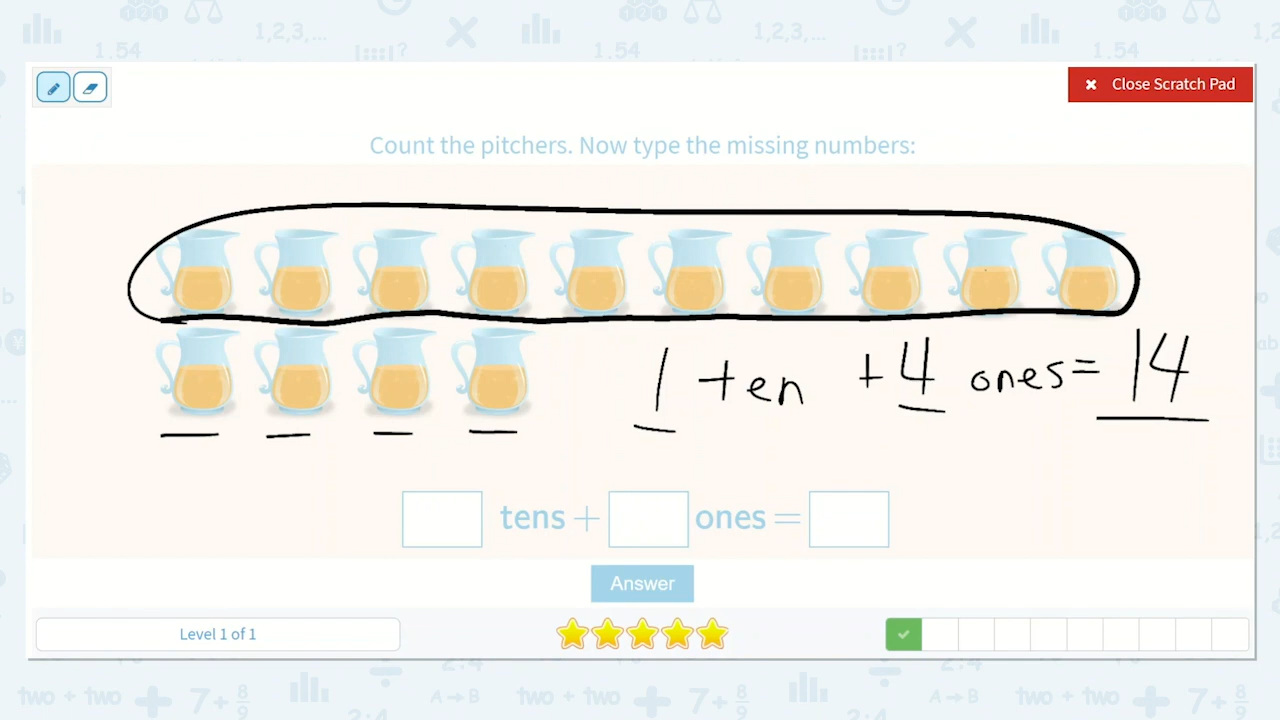 Close Scratch Pad
Count the pitchers. Now type the missing numbers:
1 ten + 4 ones = 14
tens + ones =
Answer
Level 1 of 1